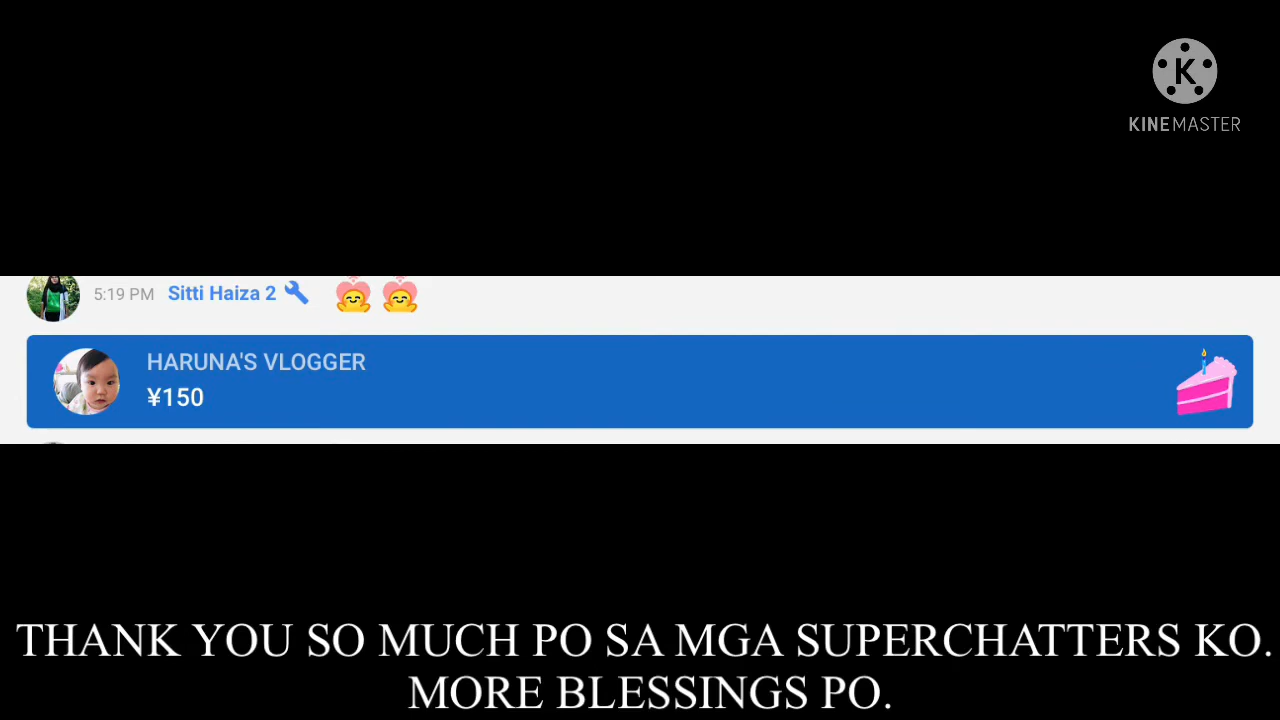 KINEMASTER
5:19 PM Sitti Haiza 2
HARUNA'S VLOGGER
¥150
THANK YOU SO MUCH PO SA MGA SUPERCHATTERS KO.
MORE BLESSINGS PO.